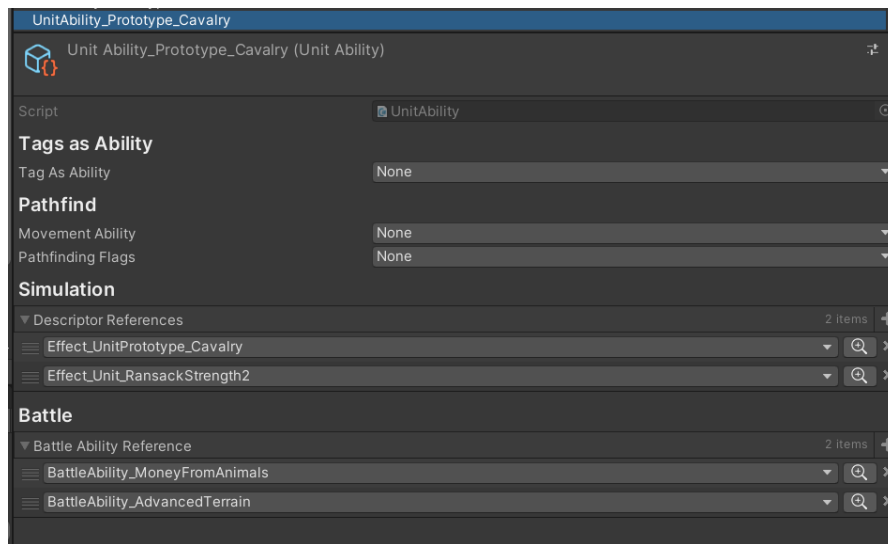 UnitAbility_Prototype_Cavalry
Unit Ability_Prototype_Cavalry (Unit Ability)
Script UnitAbility
Tags as Ability
Tag As Ability None
Pathfind
Movement Ability None
Pathfinding Flags None
Simulation
Descriptor References 2 items
Effect_UnitPrototype_Cavalry
Effect_Unit_RansackStrength2
Battle
Battle Ability Reference 2 items
BattleAbility_MoneyFromAnimals
BattleAbility_AdvancedTerrain